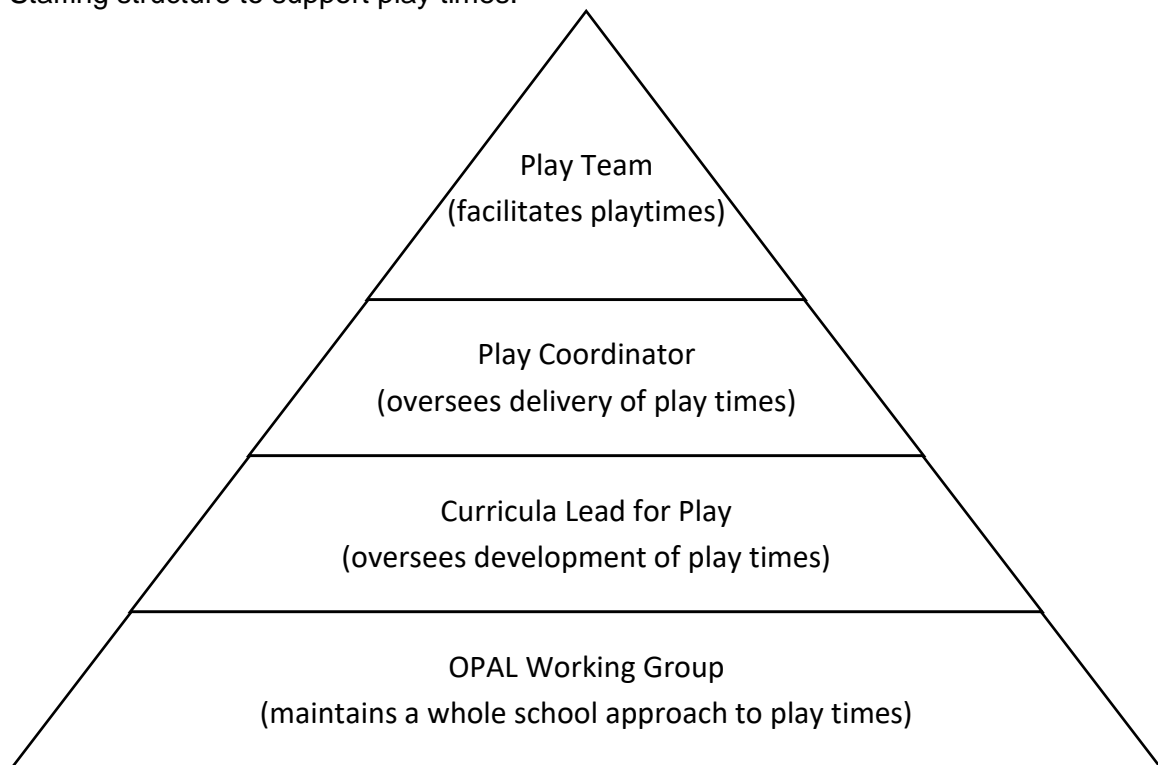 Staffing structure to support play times:
Play Team
(facilitates playtimes)
Play Coordinator
(oversees delivery of play times)
Curricula Lead for Play
(oversees development of play times)
OPAL Working Group
(maintains a whole school approach to play times)